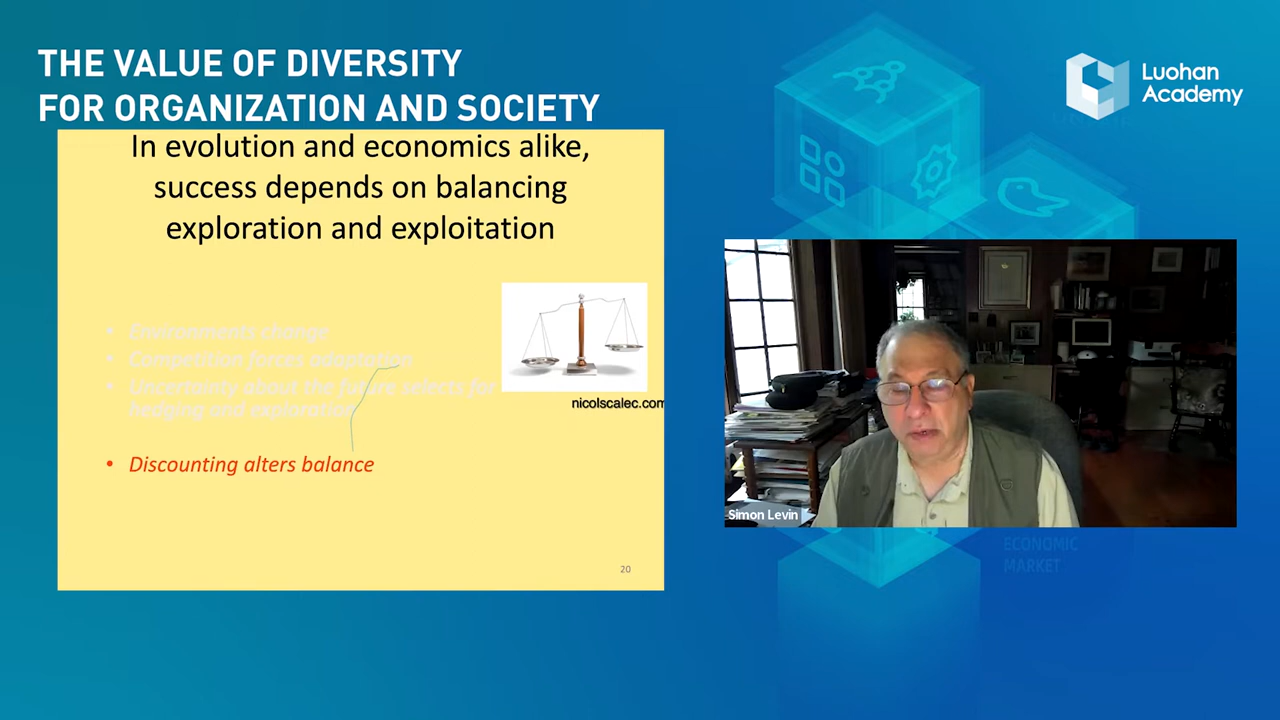 THE VALUE OF DIVERSITY
FOR ORGANIZATION AND SOCIETY
Luohan
Academy
In evolution and economics alike,
success depends on balancing
exploration and exploitation
• Environments change
• Competition forces adaptation
• Uncertainty about the future selects for
hedging and exploration
nicolscalec.com
• Discounting alters balance
20
Simon Levin
ECONOMIC
MARKET